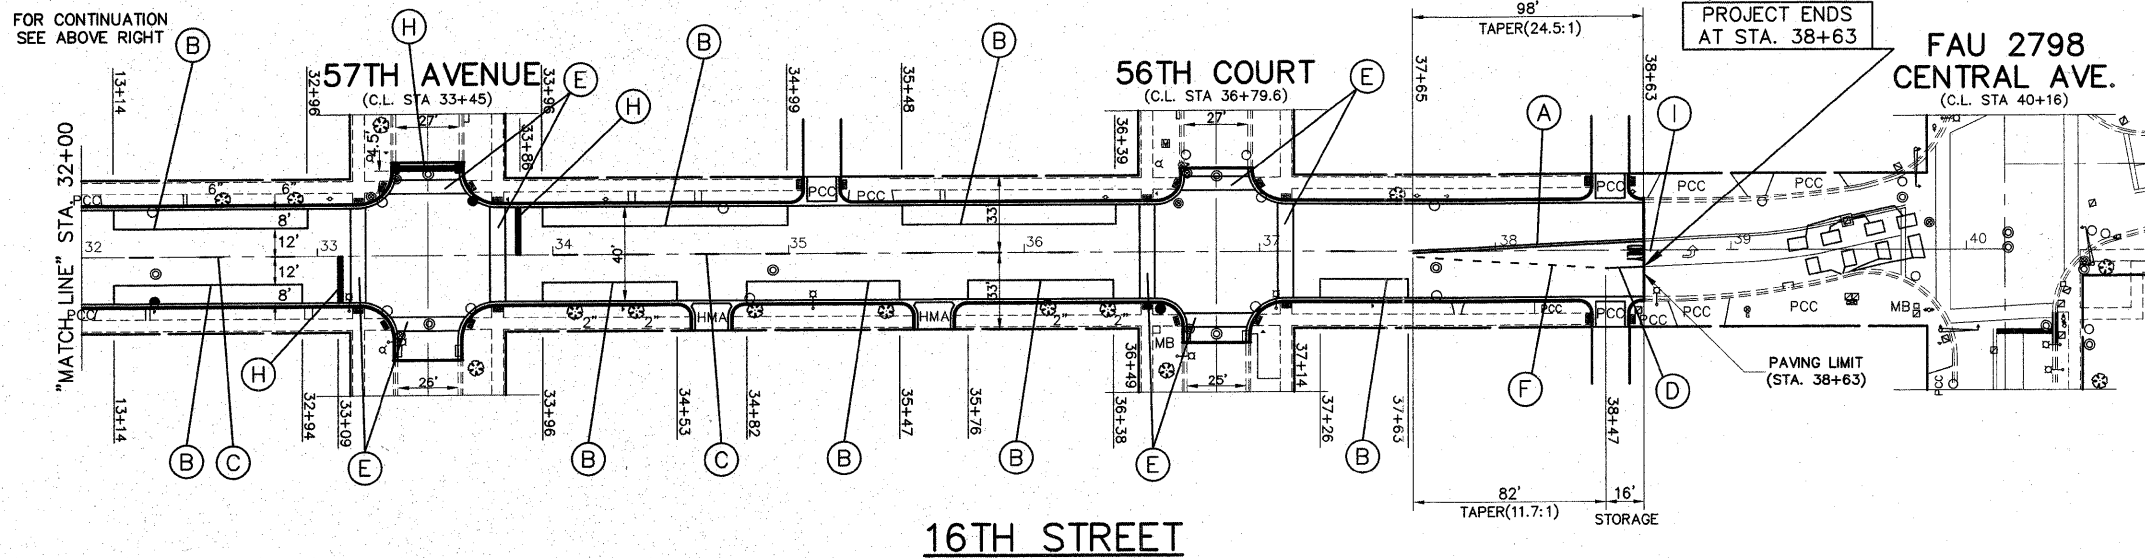 FOR CONTINUATION
SEE ABOVE RIGHT
B
H
B
B
98'
TAPER(24.5:1)
PROJECT ENDS
AT STA. 38+63
FAU 2798
CENTRAL AVE.
(C.L. STA 40+16)
57TH AVENUE
(C.L. STA 33+45)
E
H
56TH COURT
(C.L. STA 36+79.6)
E
A
I
13+14
32+96
33+96
33+86
34+99
35+48
36+39
37+65
38+63
27'
4.5'
27'
"MATCH LINE" STA. 32+00
PCC
6"
6"
PCC
PCC
PCC
PCC
PCC
8'
12'
12'
8'
40'
33'
33'
32
33
34
35
36
37
38
39
40
PCC
2"
2"
HMA
HMA
2"
2"
MB
PCC
PCC
PCC
PCC
PCC
MB
PCC
26'
25'
PAVING LIMIT
(STA. 38+63)
H
F
D
13+14
32+94
33+09
33+96
34+53
34+82
35+47
35+76
36+38
36+49
37+14
37+26
37+63
38+47
B
C
E
B
C
B
B
E
B
82'
TAPER(11.7:1)
16'
STORAGE
16TH STREET